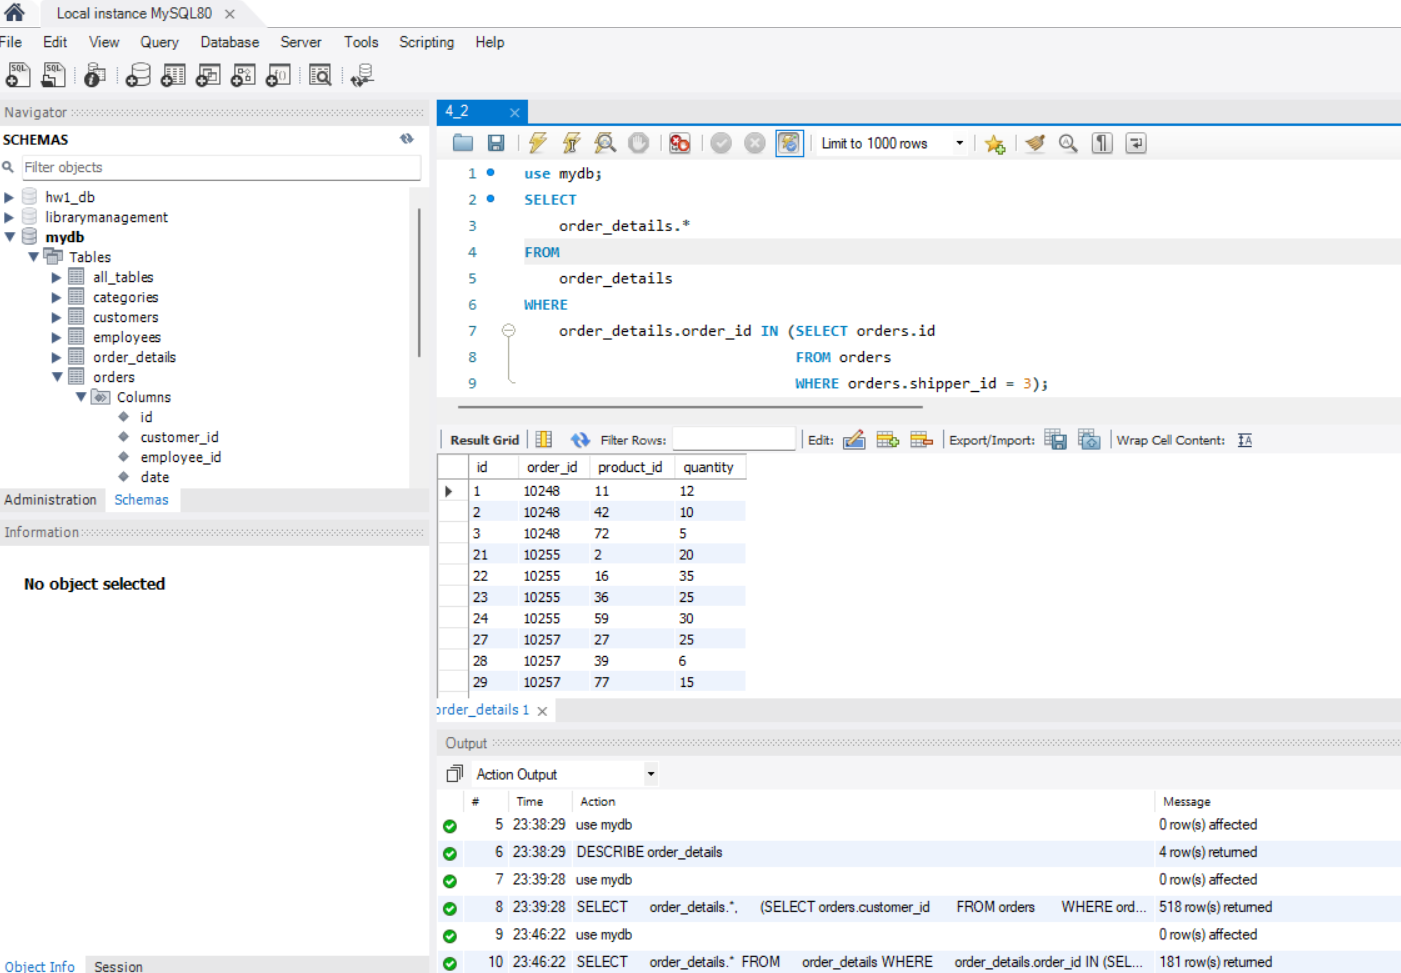 Local instance MySQL80
File Edit View Query Database Server Tools Scripting Help
SQL SQL
Navigator
SCHEMAS
Filter objects
hw1_db
librarymanagement
mydb
Tables
all_tables
categories
customers
employees
order_details
orders
Columns
id
customer_id
employee_id
date
Administration Schemas
Information
No object selected
Object Info Session
4_2
Limit to 1000 rows
1 use mydb;
2 SELECT
3 order_details.*
4 FROM
5 order_details
6 WHERE
7 order_details.order_id IN (SELECT orders.id
8 FROM orders
9 WHERE orders.shipper_id = 3);
Result Grid Filter Rows: Edit: Export/Import: Wrap Cell Content: IA
id order_id product_id quantity
1 10248 11 12
2 10248 42 10
3 10248 72 5
21 10255 2 20
22 10255 16 35
23 10255 36 25
24 10255 59 30
27 10257 27 25
28 10257 39 6
29 10257 77 15
order_details 1
Output
Action Output
# Time Action Message
5 23:38:29 use mydb 0 row(s) affected
6 23:38:29 DESCRIBE order_details 4 row(s) returned
7 23:39:28 use mydb 0 row(s) affected
8 23:39:28 SELECT order_details.*, (SELECT orders.customer_id FROM orders WHERE ord... 518 row(s) returned
9 23:46:22 use mydb 0 row(s) affected
10 23:46:22 SELECT order_details.* FROM order_details WHERE order_details.order_id IN (SEL... 181 row(s) returned